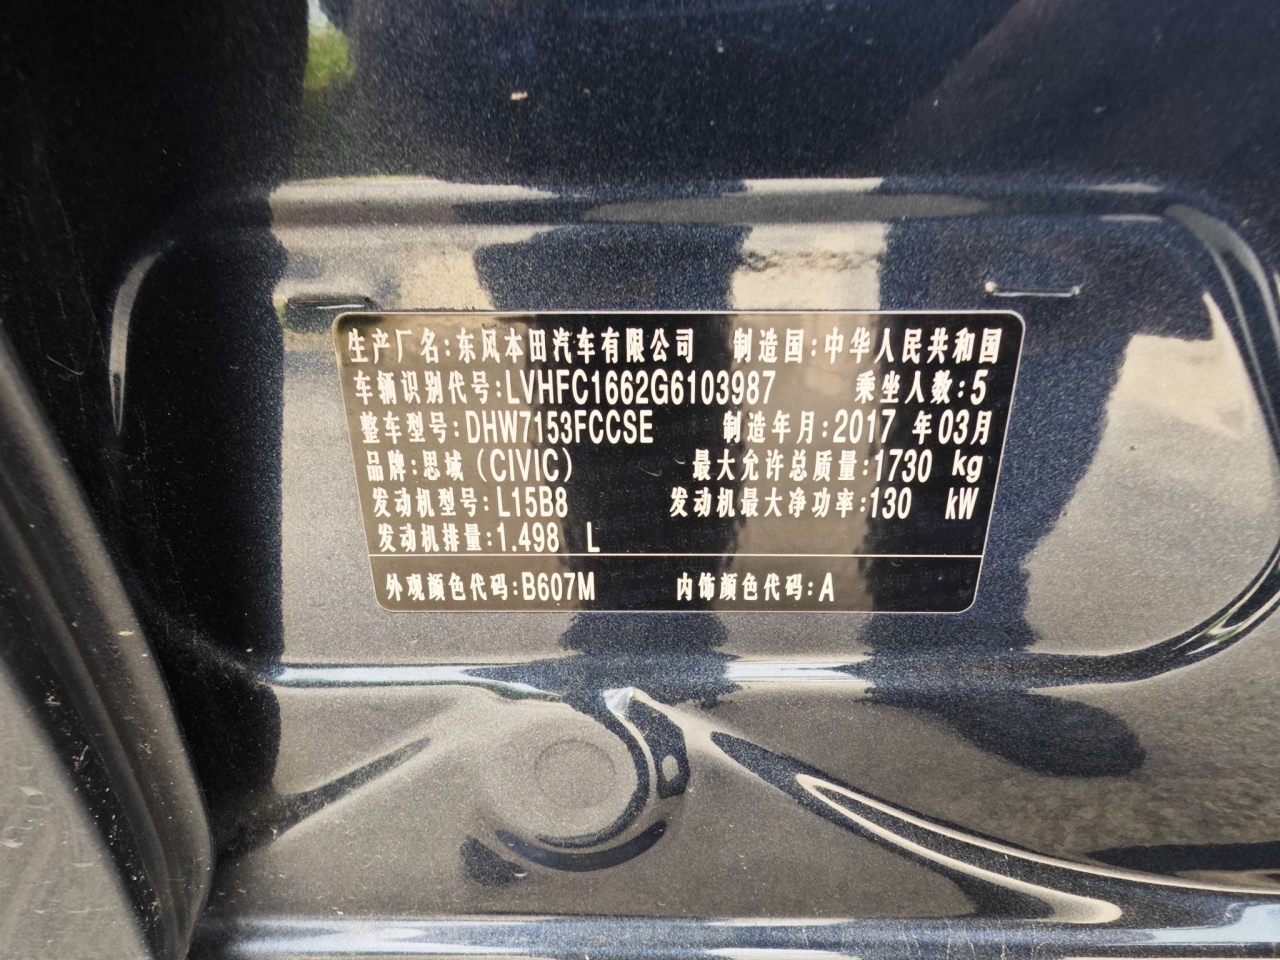 生产厂名:东风本田汽车有限公司 制造国:中华人民共和国
车辆识别代号:LVHFC1662G6103987 乘坐人数:5
整车型号:DHW7153FCCSE 制造年月:2017 年03月
品牌:思域(CIVIC) 最大允许总质量:1730 kg
发动机型号:L15B8 发动机最大净功率:130 kW
发动机排量:1.498 L
外观颜色代码:B607M 内饰颜色代码:A